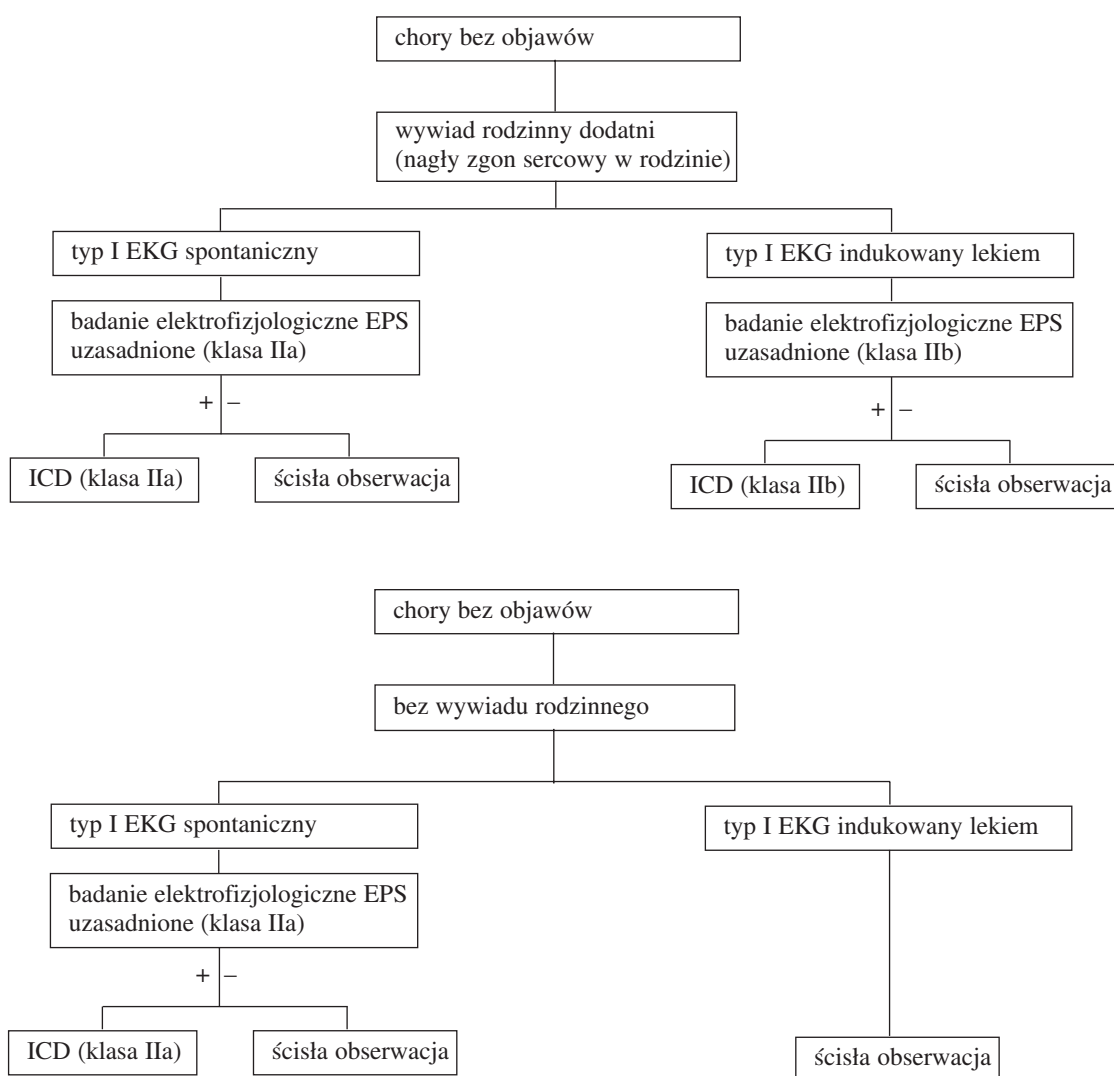 chory bez objawów
wywiad rodzinny dodatni
(nagły zgon sercowy w rodzinie)
typ I EKG spontaniczny
typ I EKG indukowany lekiem
badanie elektrofizjologiczne EPS
uzasadnione (klasa IIa)
badanie elektrofizjologiczne EPS
uzasadnione (klasa IIb)
+ –
+ –
ICD (klasa IIa)
ścisła obserwacja
ICD (klasa IIb)
ścisła obserwacja
chory bez objawów
bez wywiadu rodzinnego
typ I EKG spontaniczny
typ I EKG indukowany lekiem
badanie elektrofizjologiczne EPS
uzasadnione (klasa IIa)
+ –
ICD (klasa IIa)
ścisła obserwacja
ścisła obserwacja